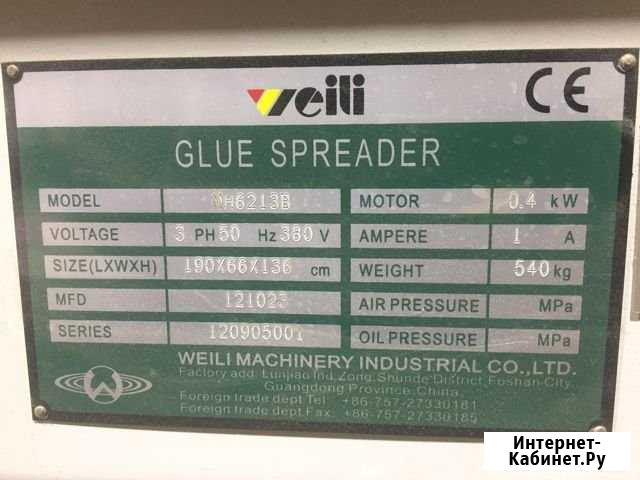 Weili CE
GLUE SPREADER
MODEL MH6213B MOTOR 0.4 kW
VOLTAGE 3 PH 50 Hz 380 V AMPERE 1 A
SIZE(LXWXH) 190X66X136 cm WEIGHT 540kg
MFD 121023 AIR PRESSURE MPa
SERIES 120905001 OIL PRESSURE MPa
WEILI MACHINERY INDUSTRIAL CO.,LTD.
Factory add: Lunjiao Ind, Zong, Shunde District, Foshan City,
Guangdong Province, China
Foreign trade dept Tel +86-757-27330181
Foreign trade dept Fax: +86-757-27330185
Интернет-
Кабинет.Ру